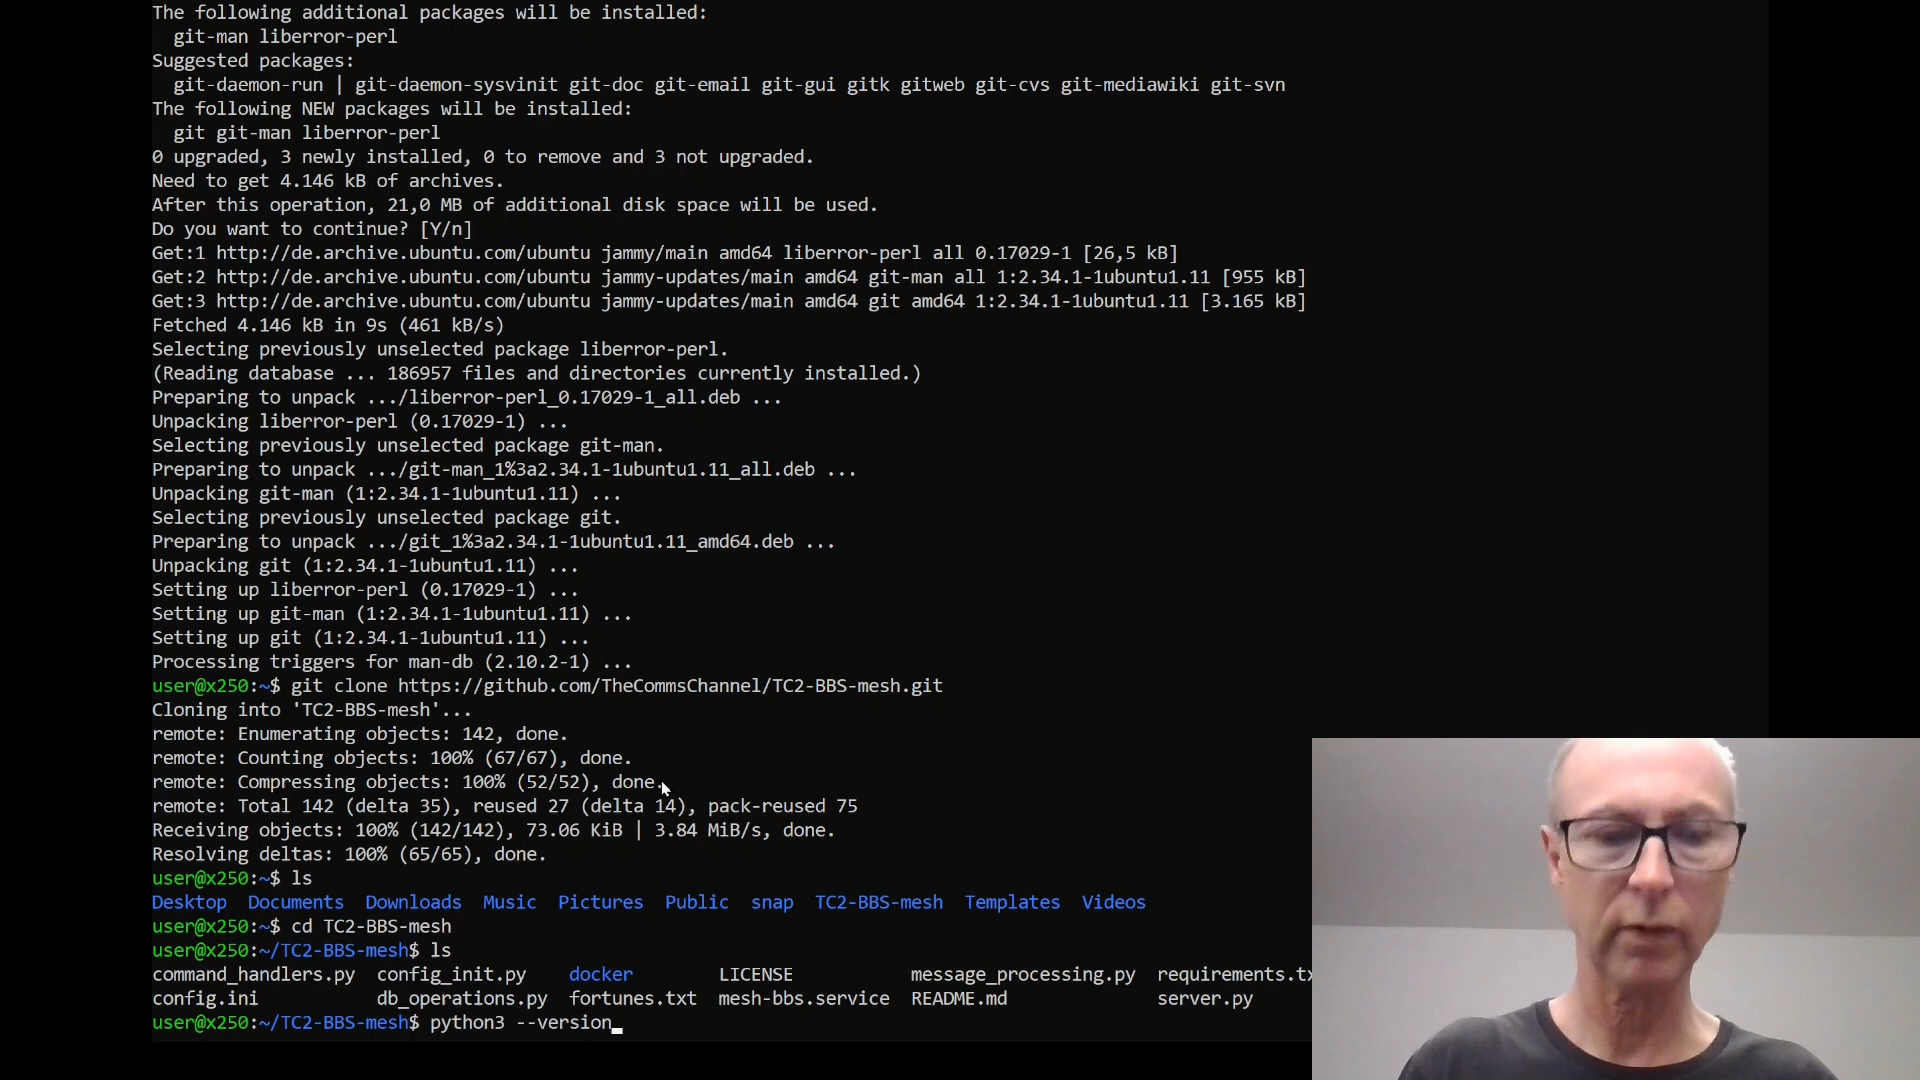 The following additional packages will be installed:
git-man liberror-perl
Suggested packages:
git-daemon-run | git-daemon-sysvinit git-doc git-email git-gui gitk gitweb git-cvs git-mediawiki git-svn
The following NEW packages will be installed:
git git-man liberror-perl
0 upgraded, 3 newly installed, 0 to remove and 3 not upgraded.
Need to get 4.146 kB of archives.
After this operation, 21,0 MB of additional disk space will be used.
Do you want to continue? [Y/n]
Get:1 http://de.archive.ubuntu.com/ubuntu jammy/main amd64 liberror-perl all 0.17029-1 [26,5 kB]
Get:2 http://de.archive.ubuntu.com/ubuntu jammy-updates/main amd64 git-man all 1:2.34.1-1ubuntu1.11 [955 kB]
Get:3 http://de.archive.ubuntu.com/ubuntu jammy-updates/main amd64 git amd64 1:2.34.1-1ubuntu1.11 [3.165 kB]
Fetched 4.146 kB in 9s (461 kB/s)
Selecting previously unselected package liberror-perl.
(Reading database ... 186957 files and directories currently installed.)
Preparing to unpack .../liberror-perl_0.17029-1_all.deb ...
Unpacking liberror-perl (0.17029-1) ...
Selecting previously unselected package git-man.
Preparing to unpack .../git-man_1%3a2.34.1-1ubuntu1.11_all.deb ...
Unpacking git-man (1:2.34.1-1ubuntu1.11) ...
Selecting previously unselected package git.
Preparing to unpack .../git_1%3a2.34.1-1ubuntu1.11_amd64.deb ...
Unpacking git (1:2.34.1-1ubuntu1.11) ...
Setting up liberror-perl (0.17029-1) ...
Setting up git-man (1:2.34.1-1ubuntu1.11) ...
Setting up git (1:2.34.1-1ubuntu1.11) ...
Processing triggers for man-db (2.10.2-1) ...
user@x250:~$ git clone https://github.com/TheCommsChannel/TC2-BBS-mesh.git
Cloning into 'TC2-BBS-mesh'...
remote: Enumerating objects: 142, done.
remote: Counting objects: 100% (67/67), done.
remote: Compressing objects: 100% (52/52), done.
remote: Total 142 (delta 35), reused 27 (delta 14), pack-reused 75
Receiving objects: 100% (142/142), 73.06 KiB | 3.84 MiB/s, done.
Resolving deltas: 100% (65/65), done.
user@x250:~$ ls
Desktop Documents Downloads Music Pictures Public snap TC2-BBS-mesh Templates Videos
user@x250:~$ cd TC2-BBS-mesh
user@x250:~/TC2-BBS-mesh$ ls
command_handlers.py config_init.py docker LICENSE message_processing.py requirements.tx
config.ini db_operations.py fortunes.txt mesh-bbs.service README.md server.py
user@x250:~/TC2-BBS-mesh$ python3 --version